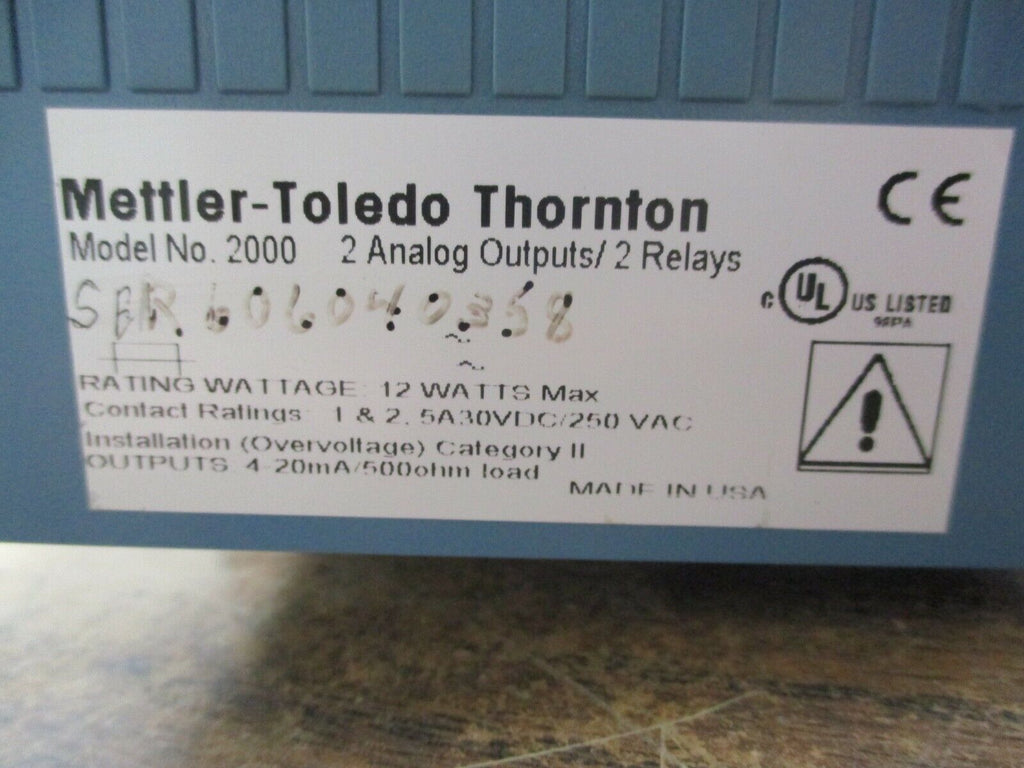 Mettler-Toledo Thornton
CE
Model No. 2000 2 Analog Outputs/ 2 Relays
SER
C UL US LISTED
RATING WATTAGE: 12 WATTS Max
Contact Ratings: 1 & 2, 5A30VDC/250 VAC
Installation (Overvoltage) Category II
OUTPUTS: 4-20mA/500ohm load
MADE IN USA